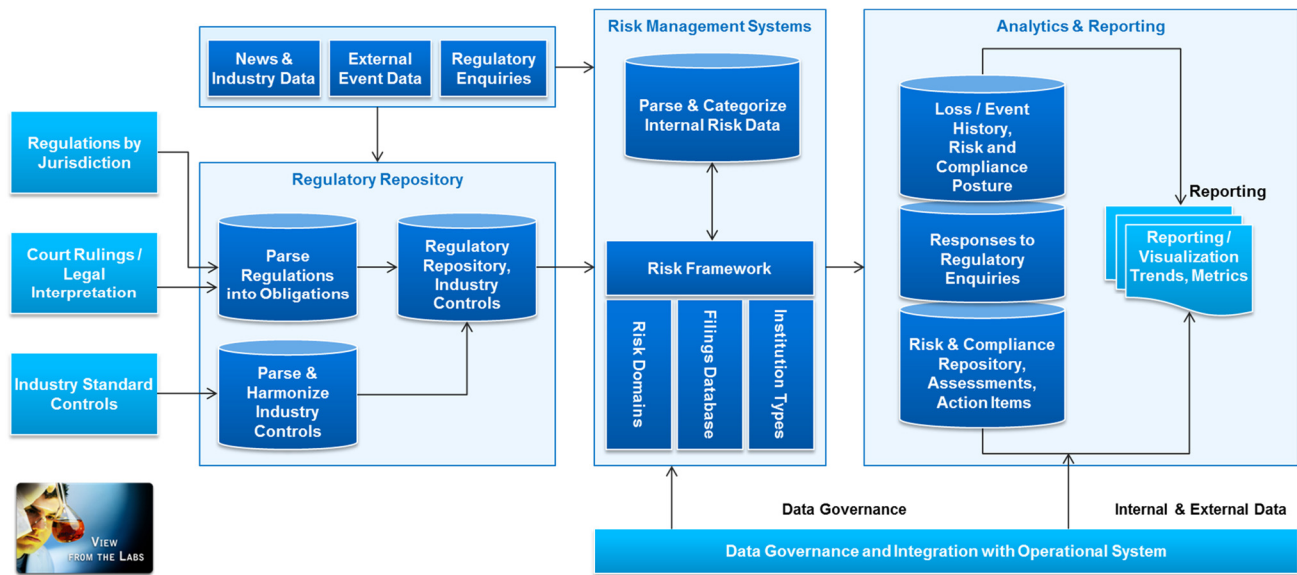 Risk Management Systems
Analytics & Reporting
News &
Industry Data
External
Event Data
Regulatory
Enquiries
Parse & Categorize
Internal Risk Data
Loss / Event
History,
Risk and
Compliance
Posture
Regulations by
Jurisdiction
Regulatory Repository
Reporting
Court Rulings /
Legal
Interpretation
Parse
Regulations
into Obligations
Regulatory
Repository,
Industry
Controls
Risk Framework
Responses to
Regulatory
Enquiries
Reporting /
Visualization
Trends, Metrics
Risk Domains
Filings Database
Institution Types
Industry Standard
Controls
Parse &
Harmonize
Industry
Controls
Risk & Compliance
Repository,
Assessments,
Action Items
View
from the Labs
Data Governance
Internal & External Data
Data Governance and Integration with Operational System